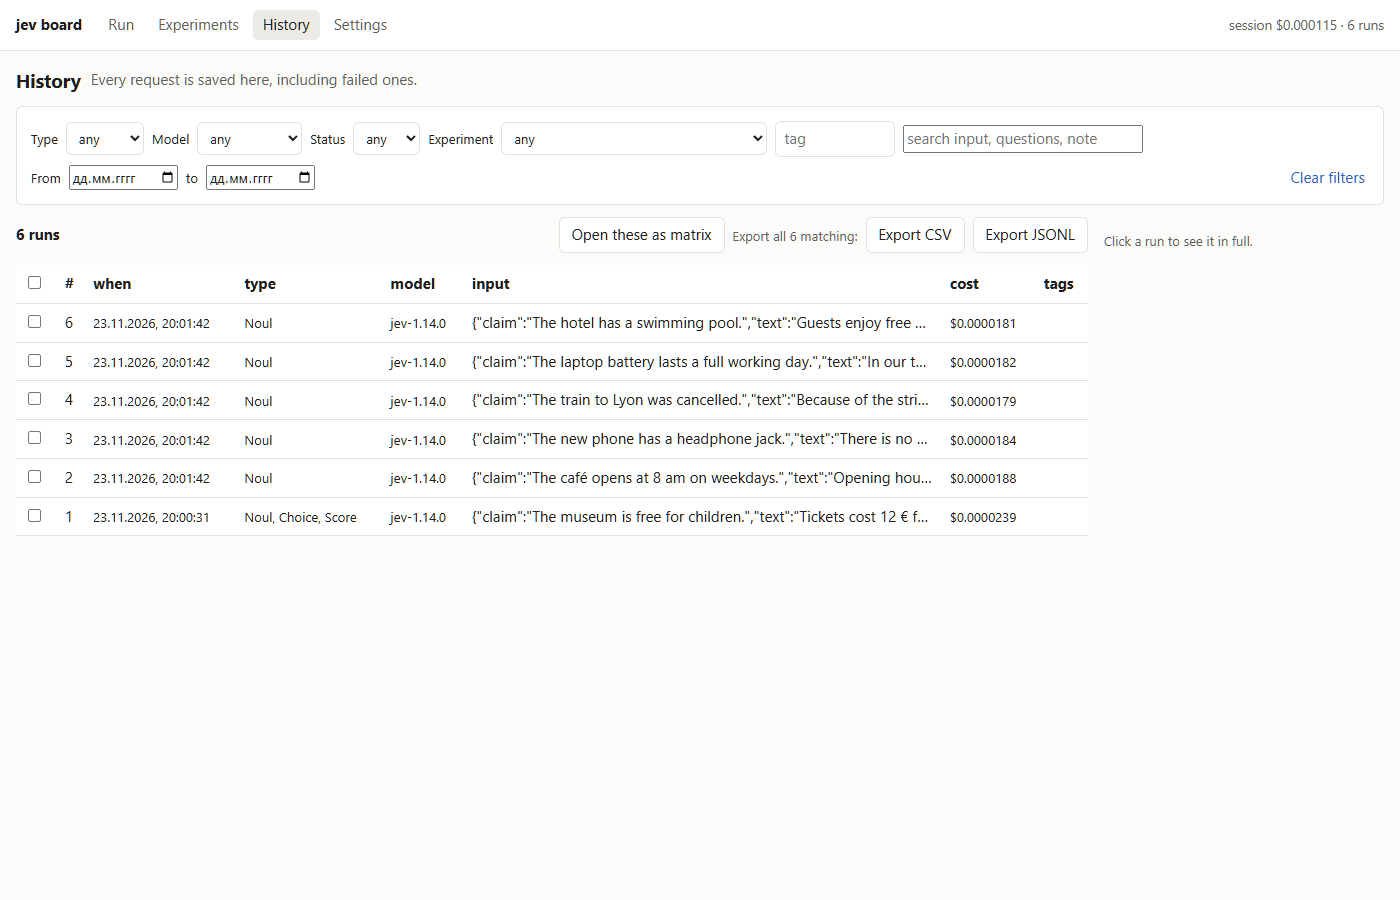 jev board Run Experiments History Settings session $0.000115 · 6 runs
History Every request is saved here, including failed ones.
Type any Model any Status any Experiment any tag search input, questions, note
From дд.мм.гггг to дд.мм.гггг Clear filters
6 runs Open these as matrix Export all 6 matching: Export CSV Export JSONL Click a run to see it in full.
# when type model input cost tags
6 23.11.2026, 20:01:42 Noul jev-1.14.0 {"claim":"The hotel has a swimming pool.","text":"Guests enjoy free ... $0.0000181
5 23.11.2026, 20:01:42 Noul jev-1.14.0 {"claim":"The laptop battery lasts a full working day.","text":"In our t... $0.0000182
4 23.11.2026, 20:01:42 Noul jev-1.14.0 {"claim":"The train to Lyon was cancelled.","text":"Because of the stri... $0.0000179
3 23.11.2026, 20:01:42 Noul jev-1.14.0 {"claim":"The new phone has a headphone jack.","text":"There is no ... $0.0000184
2 23.11.2026, 20:01:42 Noul jev-1.14.0 {"claim":"The café opens at 8 am on weekdays.","text":"Opening hou... $0.0000188
1 23.11.2026, 20:00:31 Noul, Choice, Score jev-1.14.0 {"claim":"The museum is free for children.","text":"Tickets cost 12 € f... $0.0000239